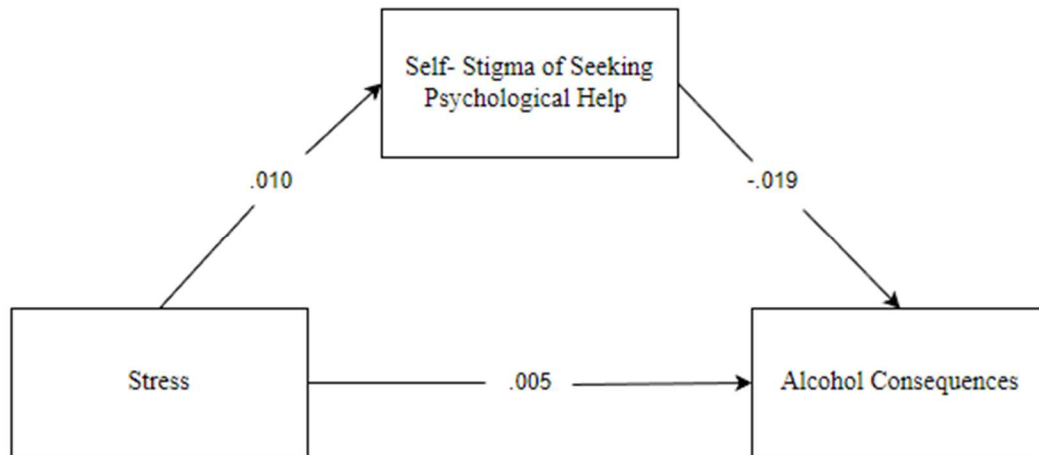 Self- Stigma of Seeking
Psychological Help
.010
-.019
Stress
.005
Alcohol Consequences